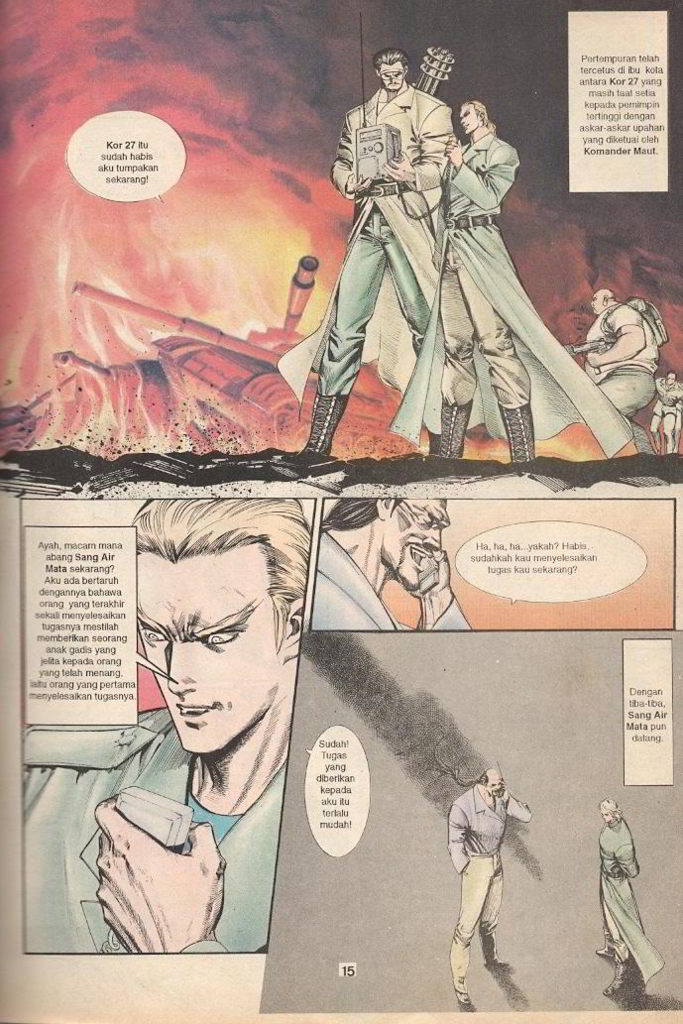 Pertempuran telah
tercetus di ibu kota
antara Kor 27 yang
masih taat setia
kepada pemimpin
tertinggi dengan
askar-askar upahan
yang diketuai oleh
Komander Maut.
Kor 27 itu
sudah habis
aku tumpaskan
sekarang!
Ayah, macam mana
abang Sang Air
Mata sekarang?
Aku ada bertaruh
dengannya bahawa
orang yang terakhir
sekali menyelesaikan
tugasnya mestilah
memberikan seorang
anak gadis yang
jelita kepada orang
yang telah menang,
iaitu orang yang pertama
menyelesaikan tugasnya.
Ha, ha, ha...yakah? Habis,
sudahkah kau menyelesaikan
tugas kau sekarang?
Dengan
tiba-tiba,
Sang Air
Mata pun
datang.
Sudah!
Tugas
yang
diberikan
kepada
aku itu
terlalu
mudah!
15